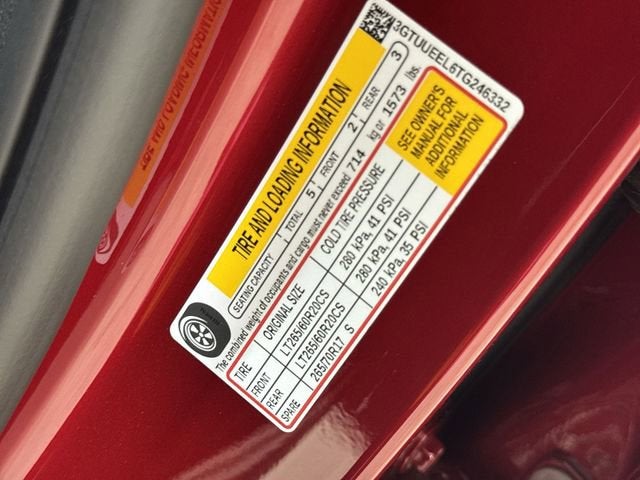 3GTUUEEL6TG246332
TIRE AND LOADING INFORMATION
SEATING CAPACITY TOTAL 5 FRONT 2 REAR 3
The combined weight of occupants and cargo must never exceed 714 kg or 1573 lbs.
TIRE ORIGINAL SIZE COLD TIRE PRESSURE
FRONT LT265/60R20CS 280 kPa, 41 PSI
REAR LT265/60R20CS 280 kPa, 41 PSI
SPARE 265/70R17 S 240 kPa, 35 PSI
SEE OWNER'S
MANUAL FOR
ADDITIONAL
INFORMATION